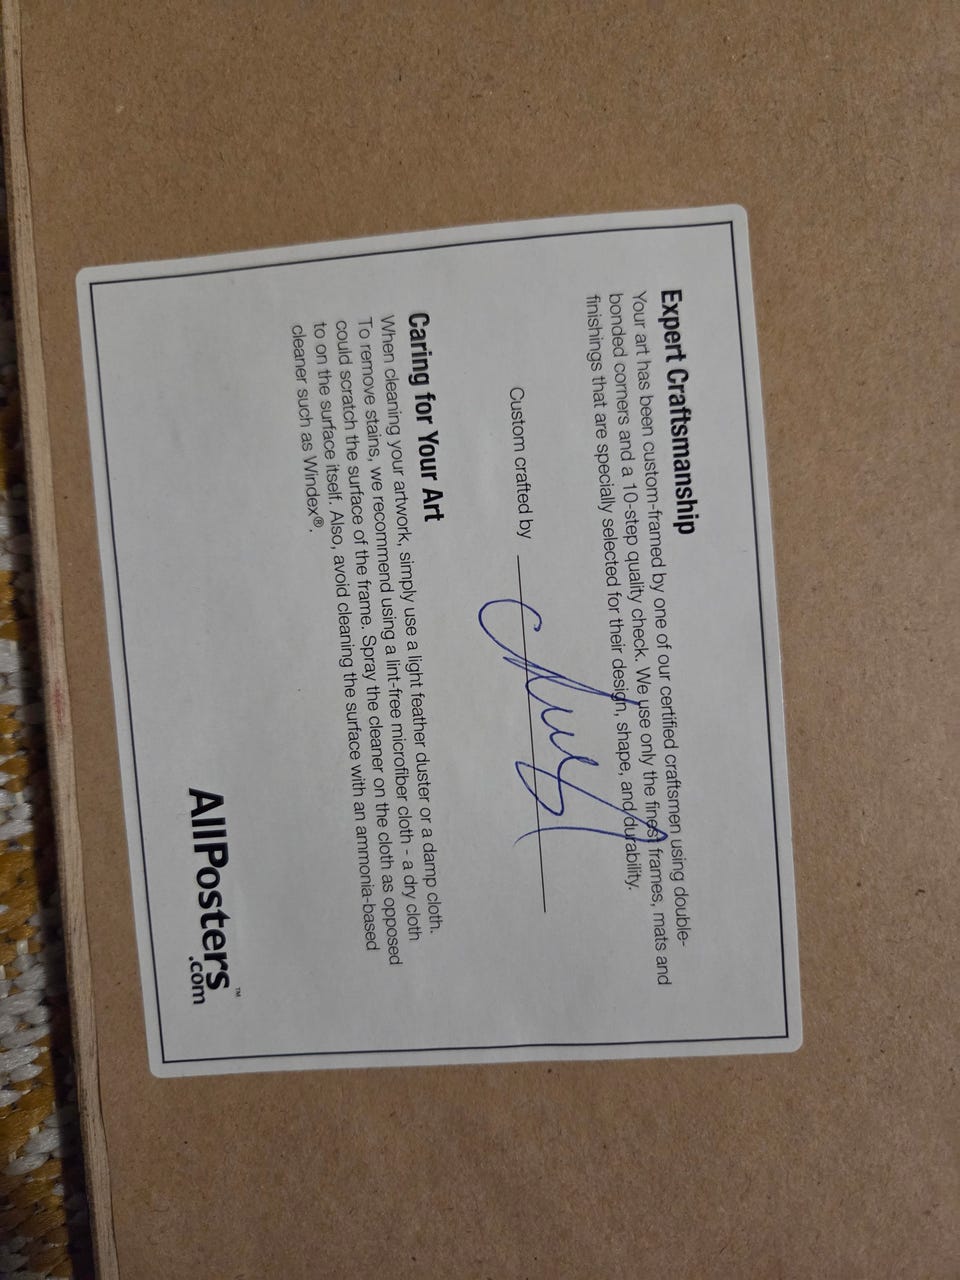 Expert Craftsmanship
Your art has been custom-framed by one of our certified craftsmen using double-
bonded corners and a 10-step quality check. We use only the finest frames, mats and
finishings that are specially selected for their design, shape, and durability.
Custom crafted by
Caring for Your Art
When cleaning your artwork, simply use a light feather duster or a damp cloth.
To remove stains, we recommend using a lint-free microfiber cloth - a dry cloth
could scratch the surface of the frame. Spray the cleaner on the cloth as opposed
to on the surface itself. Also, avoid cleaning the surface with an ammonia-based
cleaner such as Windex®.
AllPosters™
.com